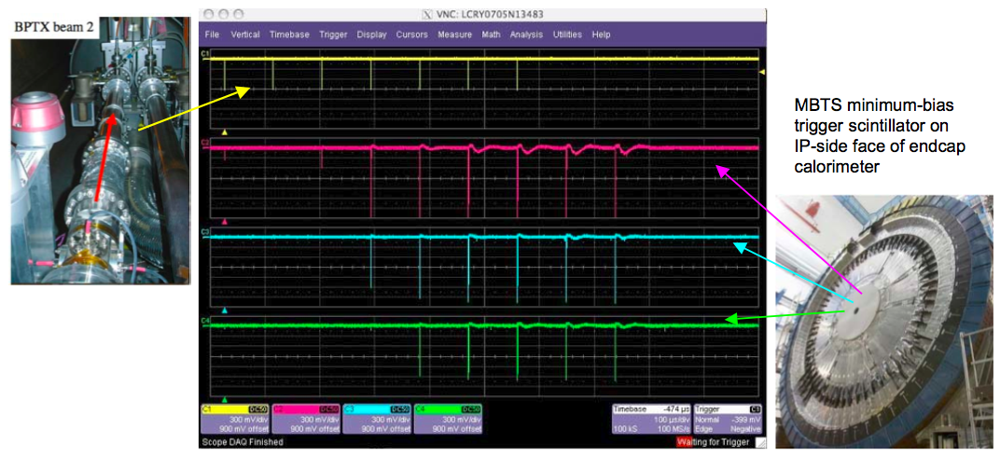 BPTX beam 2
VNC: LCRY0705N13483
File Vertical Timebase Trigger Display Cursors Measure Math Analysis Utilities Help
C1
C2
C3
C4
MBTS minimum-bias
trigger scintillator on
IP-side face of endcap
calorimeter
C1 DC50
300 mV/div
900 mV offset
C2 DC50
300 mV/div
900 mV offset
C3 DC50
300 mV/div
900 mV offset
C4 DC50
300 mV/div
900 mV offset
Timebase -474 µs
100 µs/div
100 kS 100 MS/s
Trigger C1
Normal -399 mV
Edge Negative
Scope DAQ Finished
Waiting for Trigger